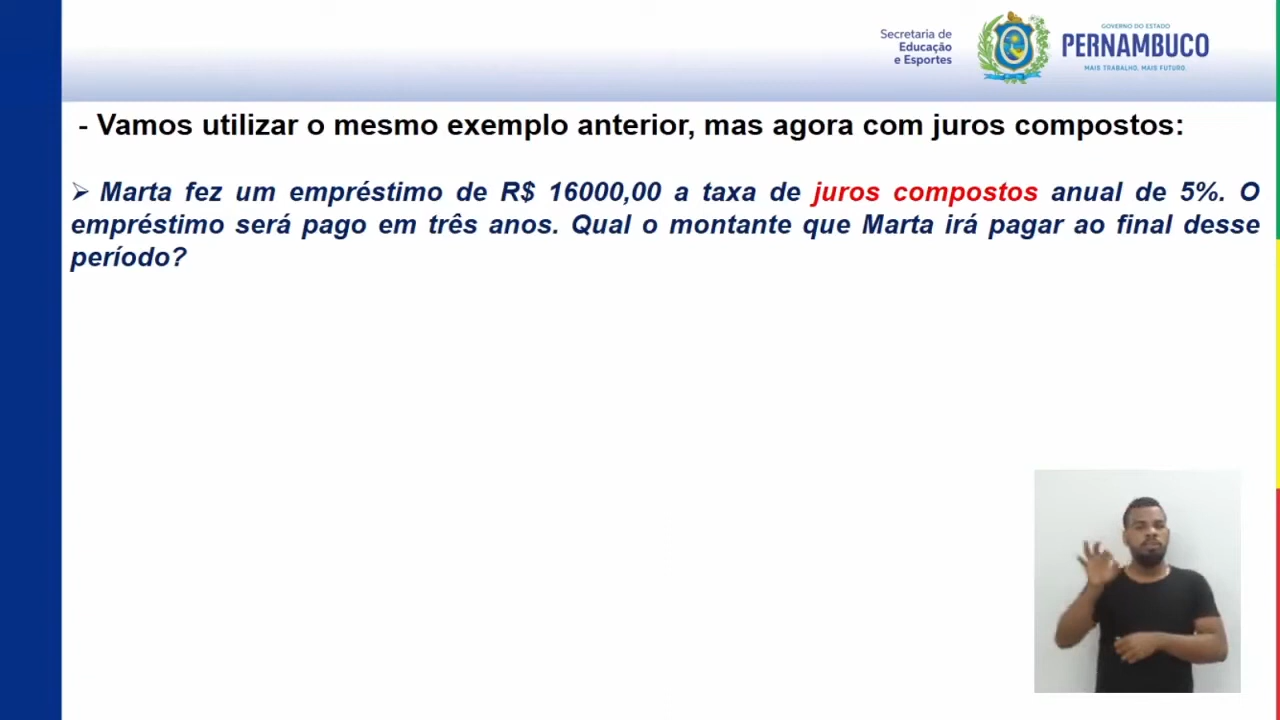 Secretaria de
Educação
e Esportes
GOVERNO DO ESTADO
PERNAMBUCO
MAIS TRABALHO, MAIS FUTURO.
- Vamos utilizar o mesmo exemplo anterior, mas agora com juros compostos:
➢ Marta fez um empréstimo de R$ 16000,00 a taxa de juros compostos anual de 5%. O
empréstimo será pago em três anos. Qual o montante que Marta irá pagar ao final desse
período?